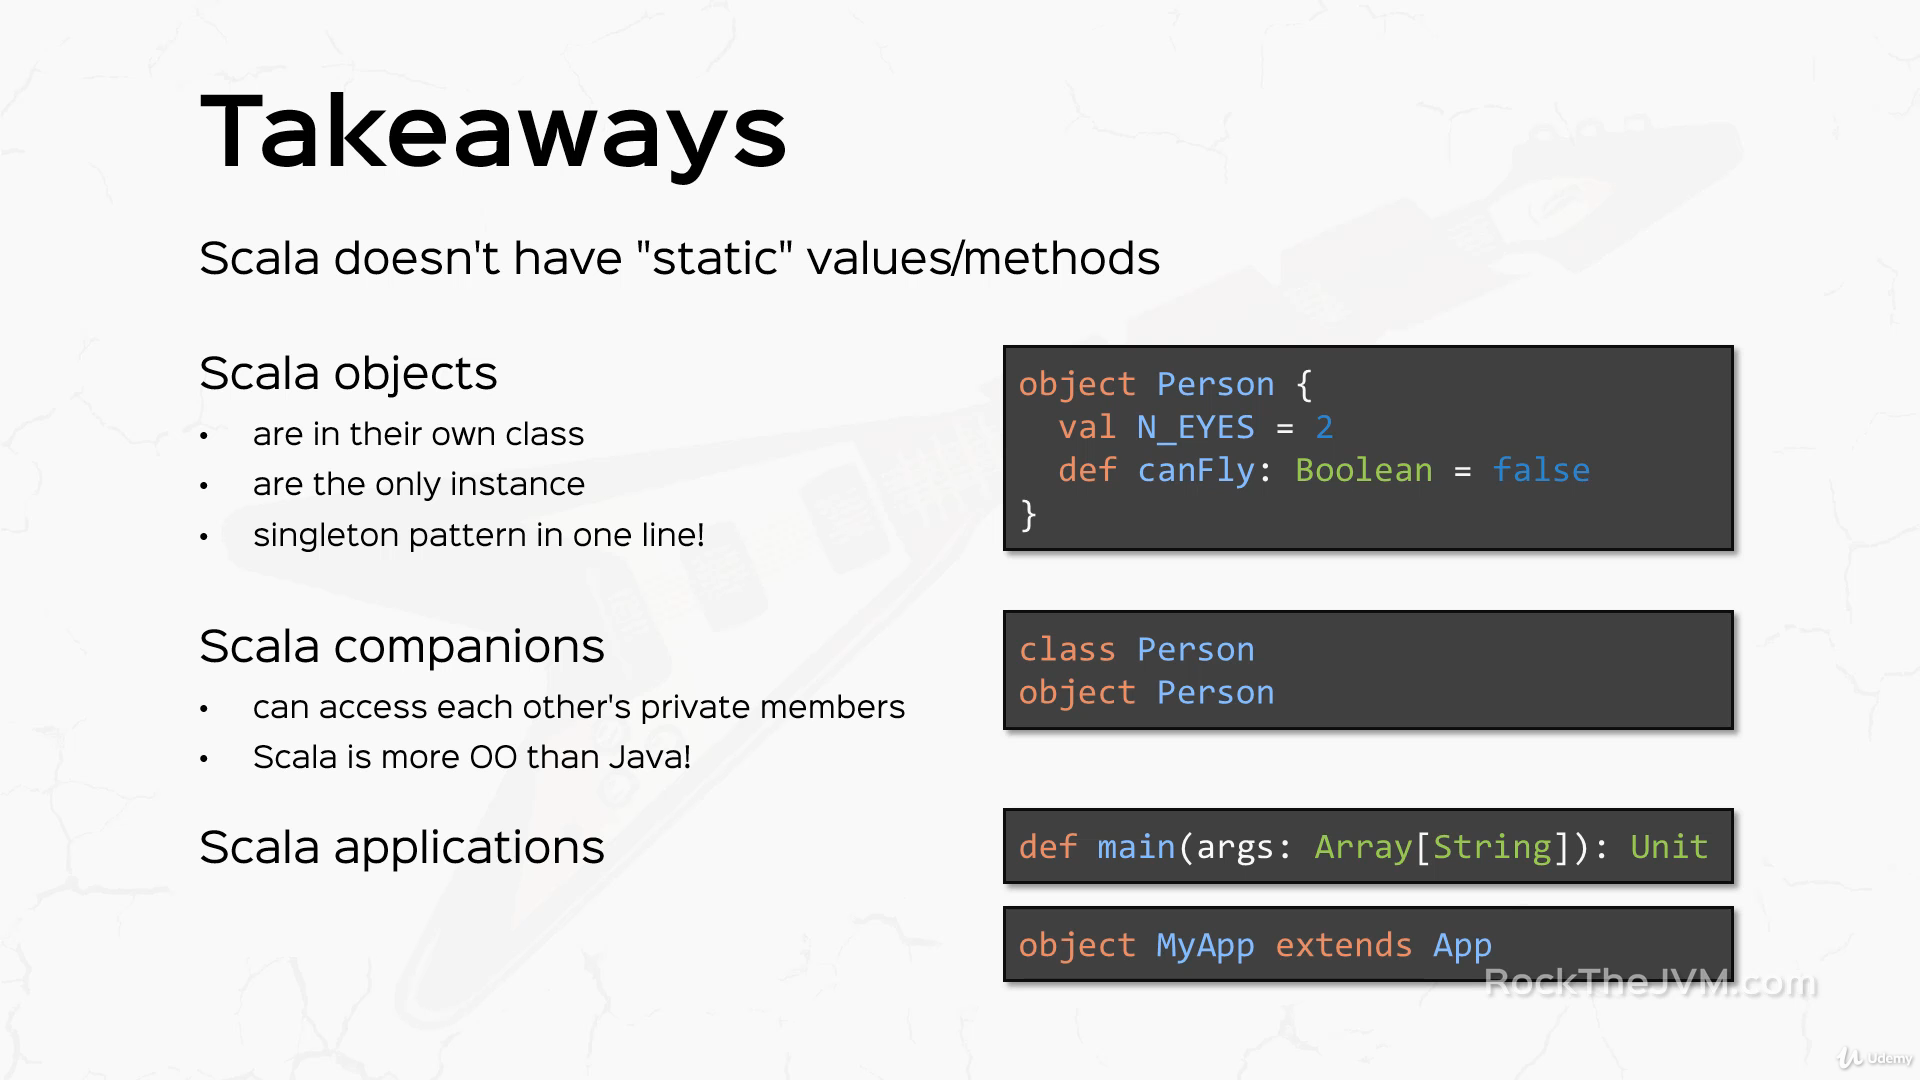 Takeaways
Scala doesn't have "static" values/methods
Scala objects
• are in their own class
• are the only instance
• singleton pattern in one line!
object Person {
  val N_EYES = 2
  def canFly: Boolean = false
}
Scala companions
• can access each other's private members
• Scala is more OO than Java!
class Person
object Person
Scala applications
def main(args: Array[String]): Unit
object MyApp extends App
RockTheJVM.com
Udemy